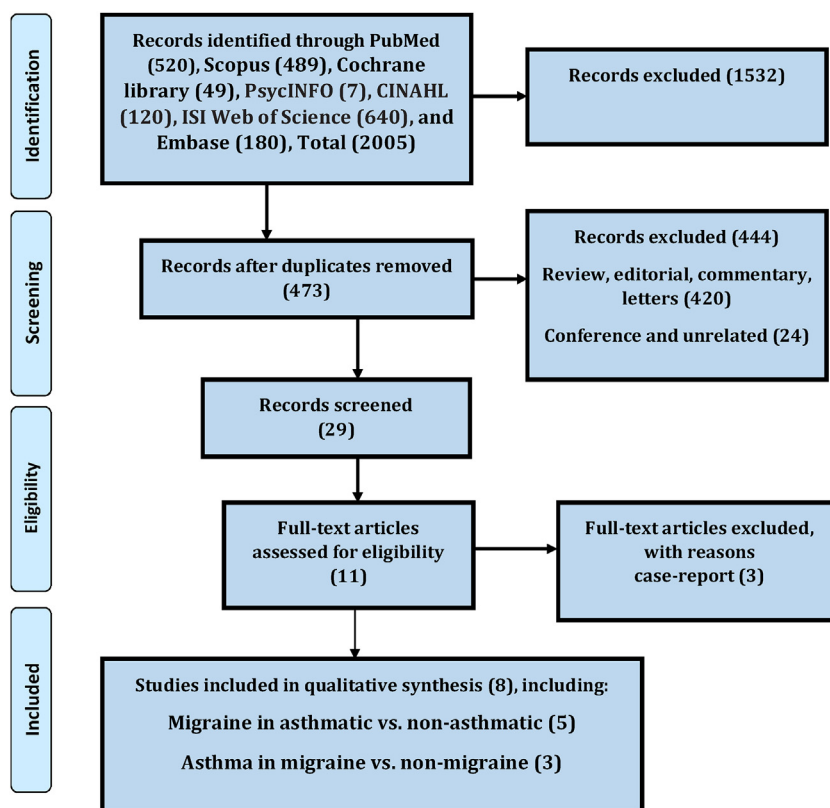 Identification
Records identified through PubMed
(520), Scopus (489), Cochrane
library (49), PsycINFO (7), CINAHL
(120), ISI Web of Science (640), and
Embase (180), Total (2005)
Records excluded (1532)
Screening
Records after duplicates removed
(473)
Records excluded (444)
Review, editorial, commentary,
letters (420)
Conference and unrelated (24)
Records screened
(29)
Eligibility
Full-text articles
assessed for eligibility
(11)
Full-text articles excluded,
with reasons
case-report (3)
Included
Studies included in qualitative synthesis (8), including:
Migraine in asthmatic vs. non-asthmatic (5)
Asthma in migraine vs. non-migraine (3)